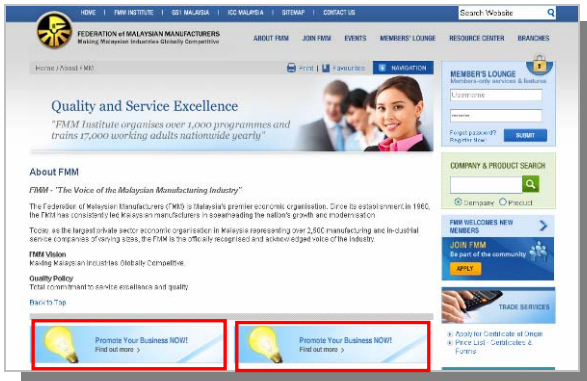 HOME | FMM INSTITUTE | GS1 MALAYSIA | ICC MALAYSIA | SITEMAP | CONTACT US
Search Website
FEDERATION of MALAYSIAN MANUFACTURERS
Making Malaysian Industries Globally Competitive
ABOUT FMM JOIN FMM EVENTS MEMBERS' LOUNGE RESOURCE CENTER BRANCHES
Home / About FMM
Print | Favourites
NAVIGATION
Quality and Service Excellence
"FMM Institute organises over 1,000 programmes and
trains 17,000 working adults nationwide yearly"
MEMBER'S LOUNGE
Members-only services & features
Username
Forgot password?
Register Now!
SUBMIT
About FMM
FMM - "The Voice of the Malaysian Manufacturing Industry"
The Federation of Malaysian Manufacturers (FMM) is Malaysia's premier economic organisation. Since its establishment in 1968,
the FMM has consistently led Malaysian manufacturers in spearheading the nation's growth and modernisation.
Today, as the largest private sector economic organisation in Malaysia representing over 2,500 manufacturing and industrial
service companies of varying sizes, the FMM is the officially recognised and acknowledged voice of the industry.
FMM Vision
Making Malaysian Industries Globally Competitive.
Quality Policy
Total commitment to service excellence and quality
Back to Top
COMPANY & PRODUCT SEARCH
Company Product
FMM WELCOMES NEW
MEMBERS
JOIN FMM
Be part of the community
APPLY
TRADE SERVICES
Apply for Certificate of Origin
Price List - Certificates &
Forms
Promote Your Business NOW!
Find out more >
Promote Your Business NOW!
Find out more >